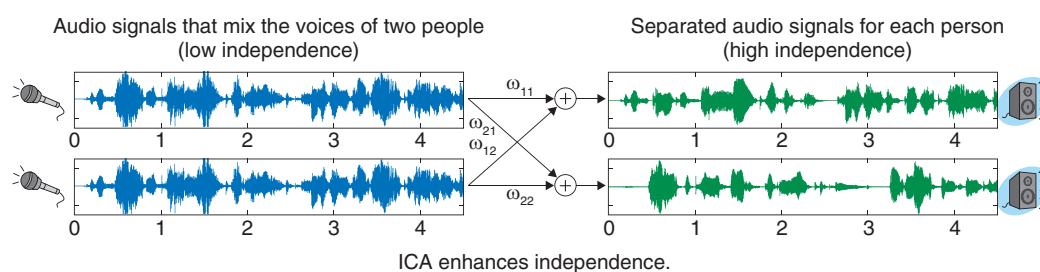 Audio signals that mix the voices of two people
(low independence)
Separated audio signals for each person
(high independence)
ω11
ω21
ω12
ω22
+
+
0 1 2 3 4
0 1 2 3 4
0 1 2 3 4
0 1 2 3 4
ICA enhances independence.